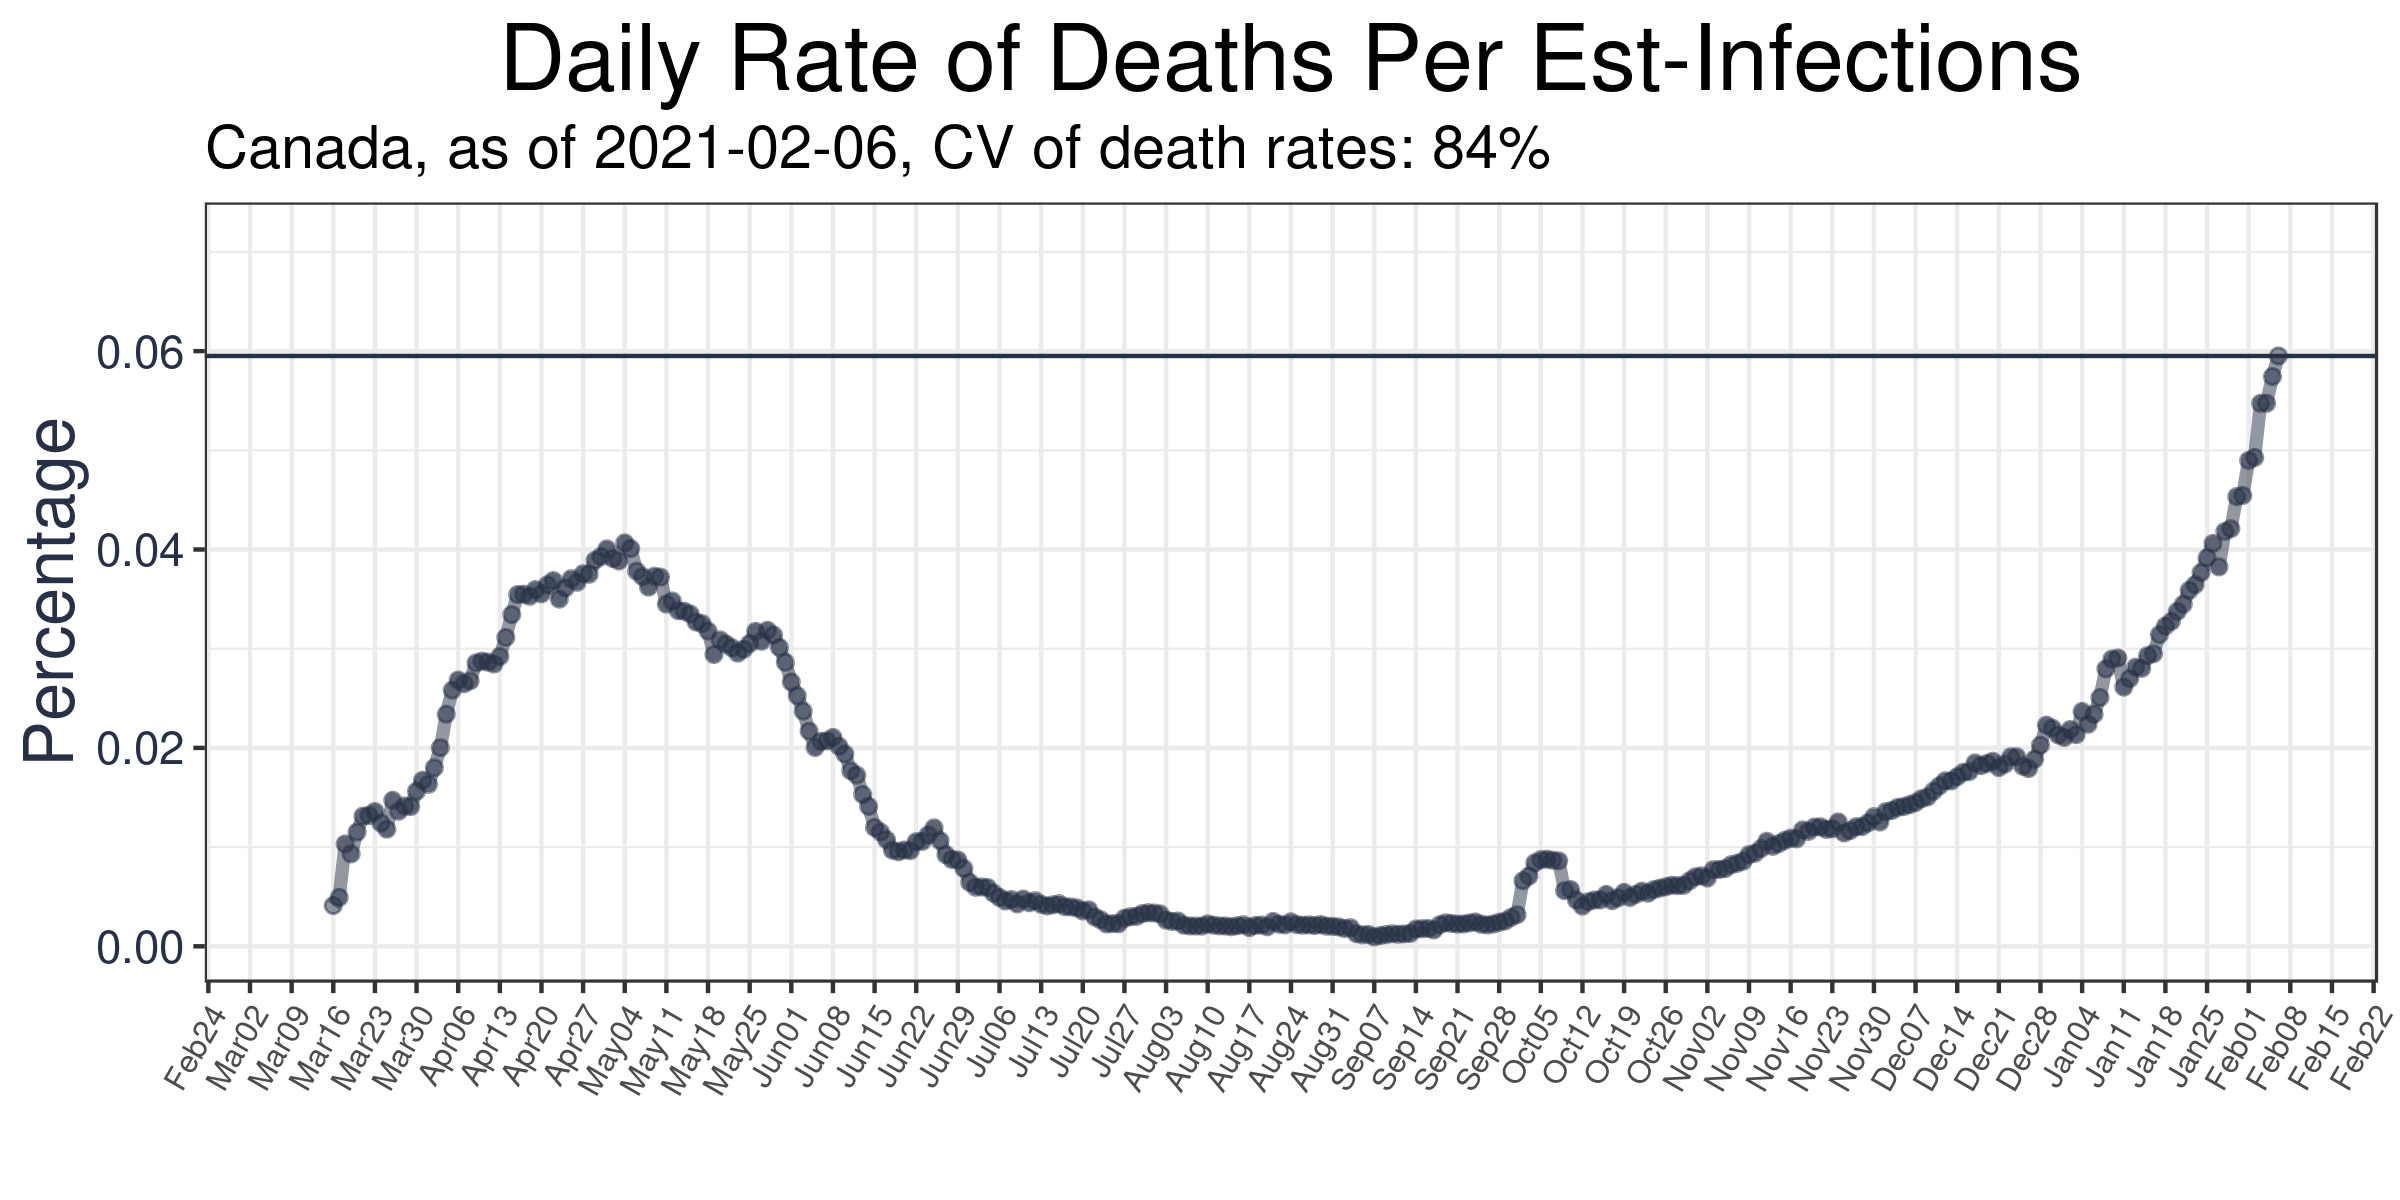 Daily Rate of Deaths Per Est-Infections
Canada, as of 2021-02-06, CV of death rates: 84%
Percentage
0.06
0.04
0.02
0.00
Feb24
Mar02
Mar09
Mar16
Mar23
Mar30
Apr06
Apr13
Apr20
Apr27
May04
May11
May18
May25
Jun01
Jun08
Jun15
Jun22
Jun29
Jul06
Jul13
Jul20
Jul27
Aug03
Aug10
Aug17
Aug24
Aug31
Sep07
Sep14
Sep21
Sep28
Oct05
Oct12
Oct19
Oct26
Nov02
Nov09
Nov16
Nov23
Nov30
Dec07
Dec14
Dec21
Dec28
Jan04
Jan11
Jan18
Jan25
Feb01
Feb08
Feb15
Feb22